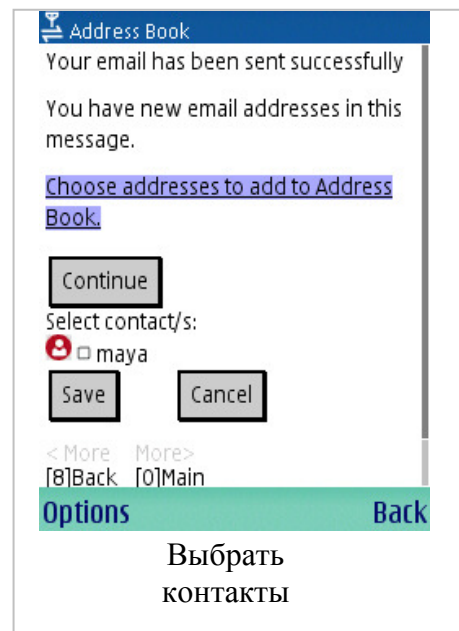 Address Book
Your email has been sent successfully
You have new email addresses in this
message.
Choose addresses to add to Address
Book.
Continue
Select contact/s:
maya
Save Cancel
< More More>
[8]Back [0]Main
Options Back
Выбрать
контакты